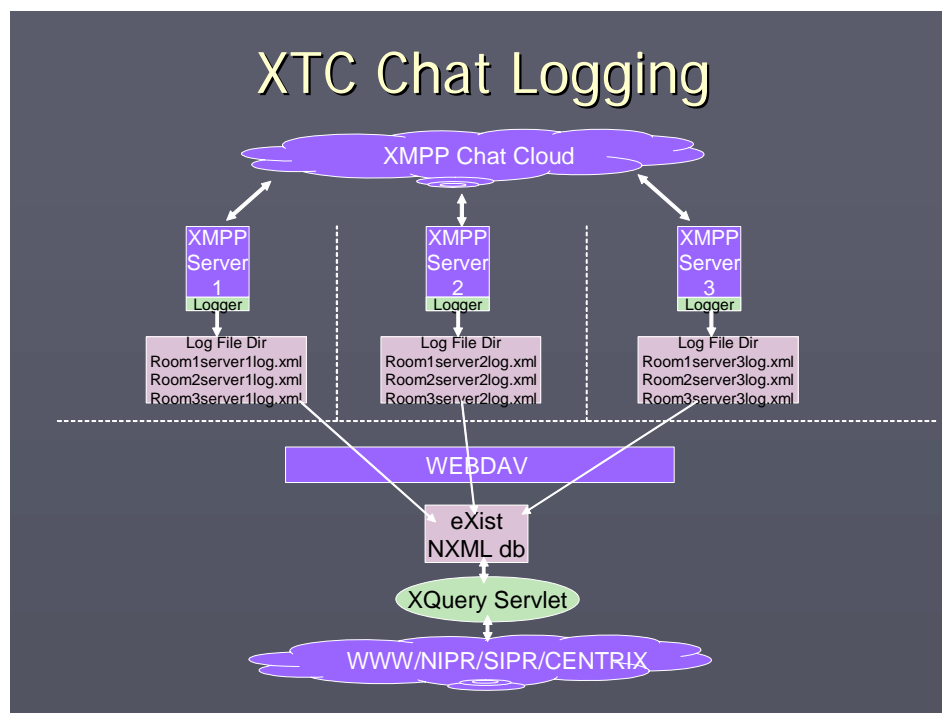 XTC Chat Logging
XMPP Chat Cloud
XMPP
Server
1
Logger
XMPP
Server
2
Logger
XMPP
Server
3
Logger
Log File Dir
Room1server1log.xml
Room2server1log.xml
Room3server1log.xml
Log File Dir
Room1server2log.xml
Room2server2log.xml
Room3server2log.xml
Log File Dir
Room1server3log.xml
Room2server3log.xml
Room3server3log.xml
WEBDAV
eXist
NXML db
XQuery Servlet
WWW/NIPR/SIPR/CENTRIX